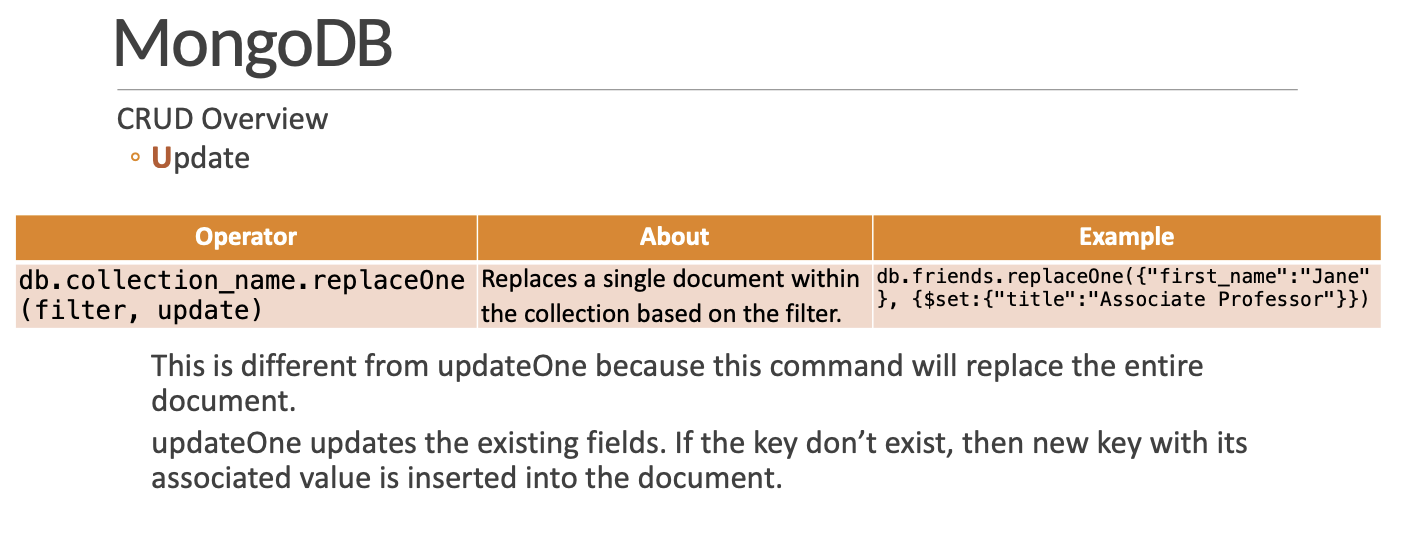 MongoDB
CRUD Overview
◦ Update
Operator
About
Example
db.collection_name.replaceOne
(filter, update)
Replaces a single document within
the collection based on the filter.
db.friends.replaceOne({"first_name":"Jane"
}, {$set:{"title":"Associate Professor"}})
This is different from updateOne because this command will replace the entire
document.
updateOne updates the existing fields. If the key don’t exist, then new key with its
associated value is inserted into the document.